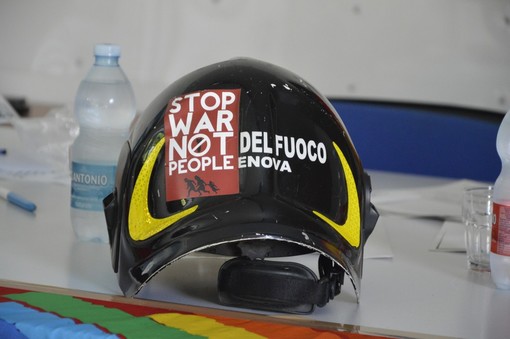 STOP
WAR
NOT
PEOPLE
DEL FUOCO
ENOVA
ANTONIO